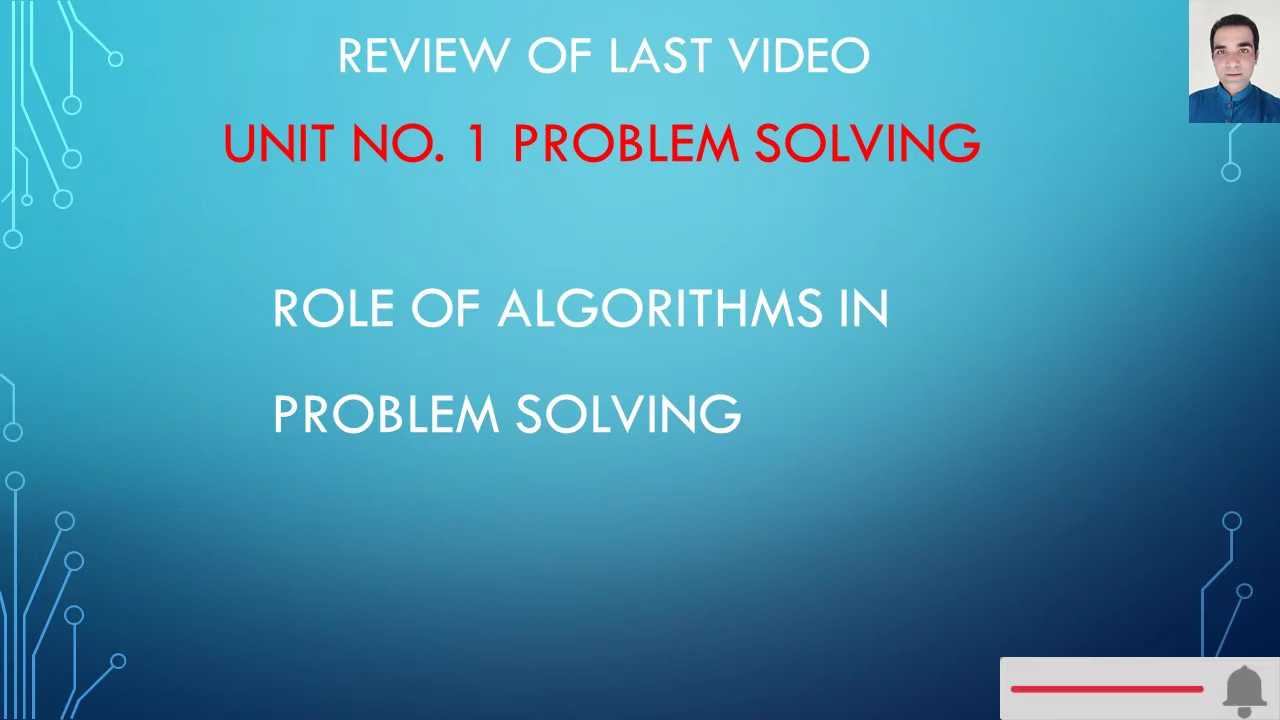 REVIEW OF LAST VIDEO
UNIT NO. 1 PROBLEM SOLVING
ROLE OF ALGORITHMS IN
PROBLEM SOLVING